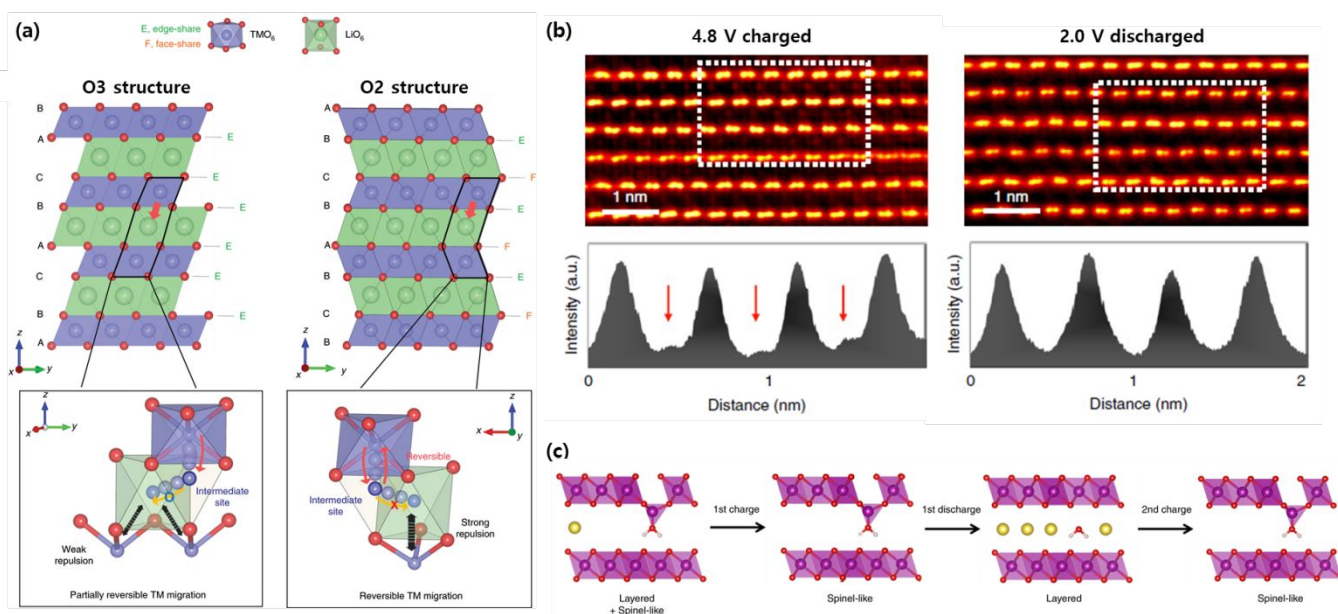 (a)
E, edge-share
F, face-share
TMO6
LiO6
O3 structure
O2 structure
B
A
E
C
E
B
E
A
E
C
E
B
E
A
z
x
y
A
B
E
C
F
B
E
A
F
B
E
C
F
B
z
x
y
z
x
y
Intermediate site
Weak
repulsion
Partially reversible TM migration
z
x
y
Reversible
Intermediate
site
X
Strong
repulsion
Reversible TM migration
(b)
4.8 V charged
2.0 V discharged
1 nm
1 nm
Intensity (a.u.)
0
1
Distance (nm)
Intensity (a.u.)
0
1
2
Distance (nm)
(c)
1st charge
1st discharge
2nd charge
Layered
+ Spinel-like
Spinel-like
Layered
Spinel-like